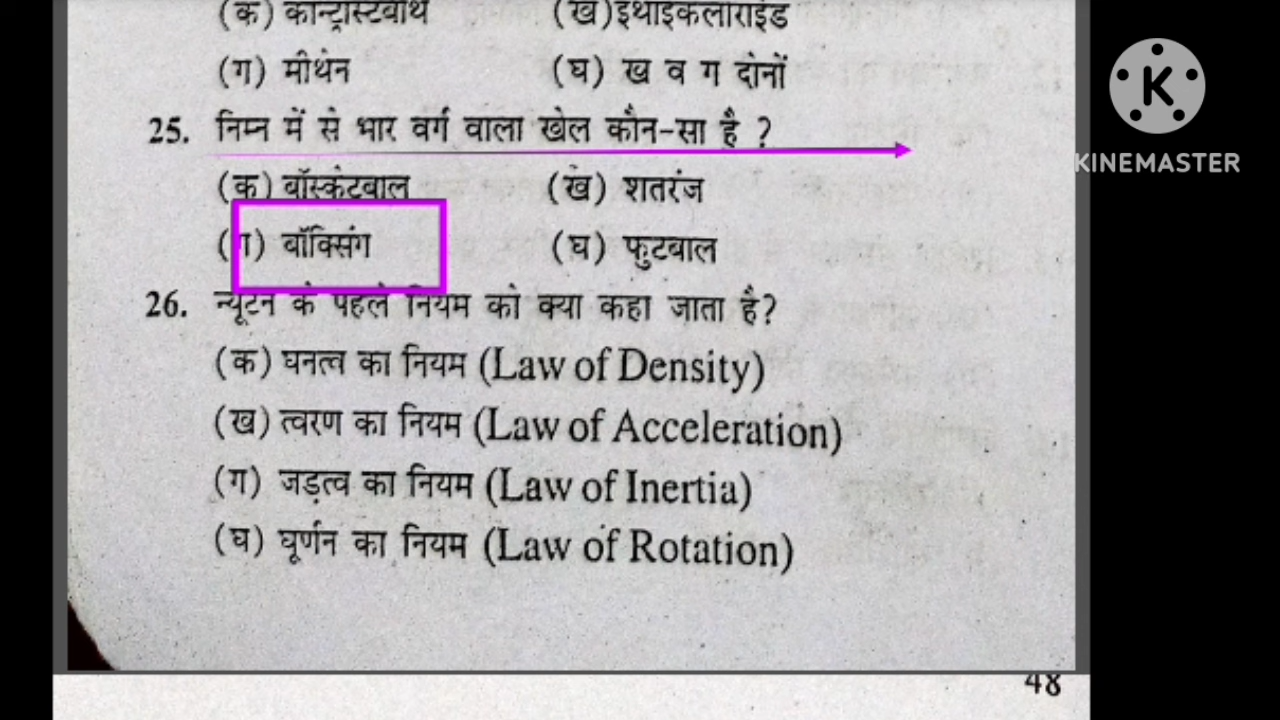 (क) कान्ट्रास्टबाथ (ख)इथाइकलोराइड
(ग) मीथेन (घ) ख व ग दोनों
25. निम्न में से भार वर्ग वाला खेल कौन-सा है ?
(क) बॉस्केटबाल (ख) शतरंज
(ग) बॉक्सिंग (घ) फुटबाल
26. न्यूटन के पहले नियम को क्या कहा जाता है?
(क) घनत्व का नियम (Law of Density)
(ख) त्वरण का नियम (Law of Acceleration)
(ग) जड़त्व का नियम (Law of Inertia)
(घ) घूर्णन का नियम (Law of Rotation)
48
K
KINEMASTER